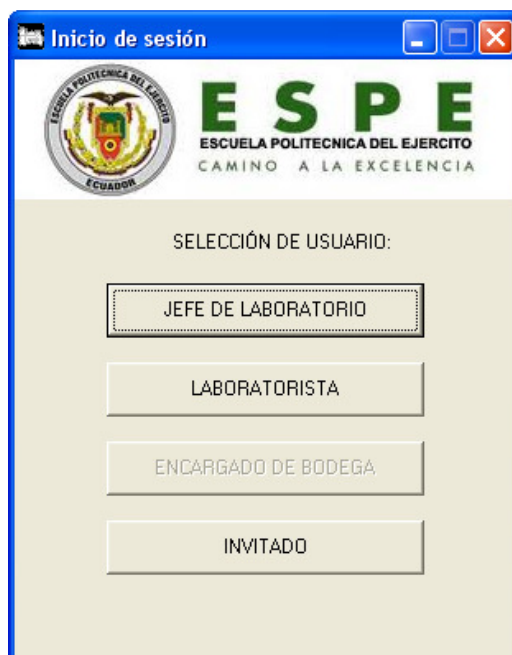 Inicio de sesión
ESCUELA POLITECNICA DEL EJERCITO
ECUADOR
E S P E
ESCUELA POLITECNICA DEL EJERCITO
CAMINO A LA EXCELENCIA
SELECCIÓN DE USUARIO:
JEFE DE LABORATORIO
LABORATORISTA
ENCARGADO DE BODEGA
INVITADO